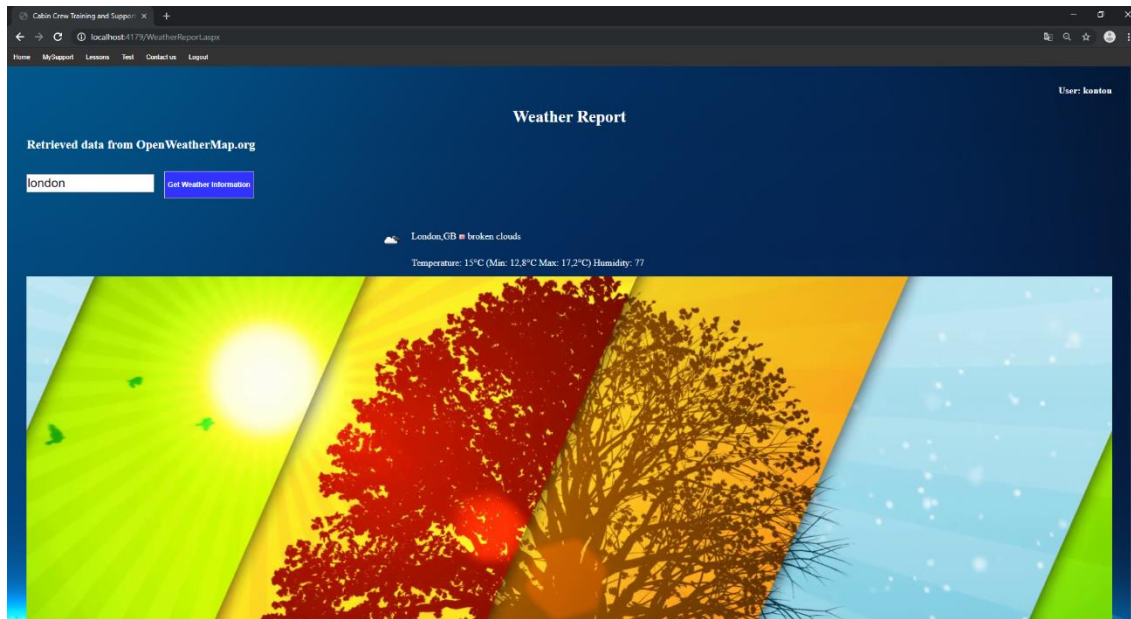 Cabin Crew Training and Support
localhost:4179/WeatherReport.aspx
Home MySupport Lessons Test Contact us Logout
User: kontou
Weather Report
Retrieved data from OpenWeatherMap.org
london Get Weather Information
London,GB broken clouds
Temperature: 15°C (Min: 12,8°C Max: 17,2°C) Humidity: 77